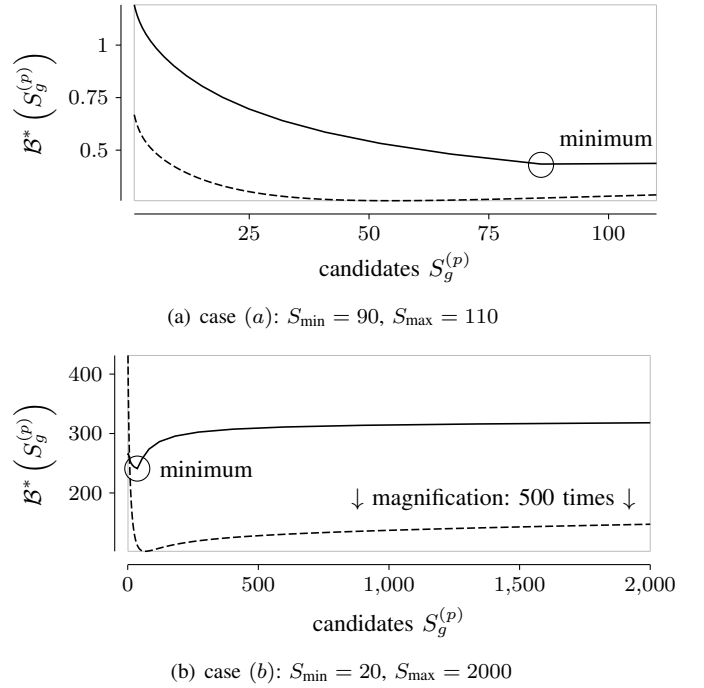 1
0.75
0.5
B* (S_g^(p))
minimum
25 50 75 100
candidates S_g^(p)
(a) case (a): S_min = 90, S_max = 110
400
300
200
B* (S_g^(p))
minimum
↓ magnification: 500 times ↓
0 500 1,000 1,500 2,000
candidates S_g^(p)
(b) case (b): S_min = 20, S_max = 2000